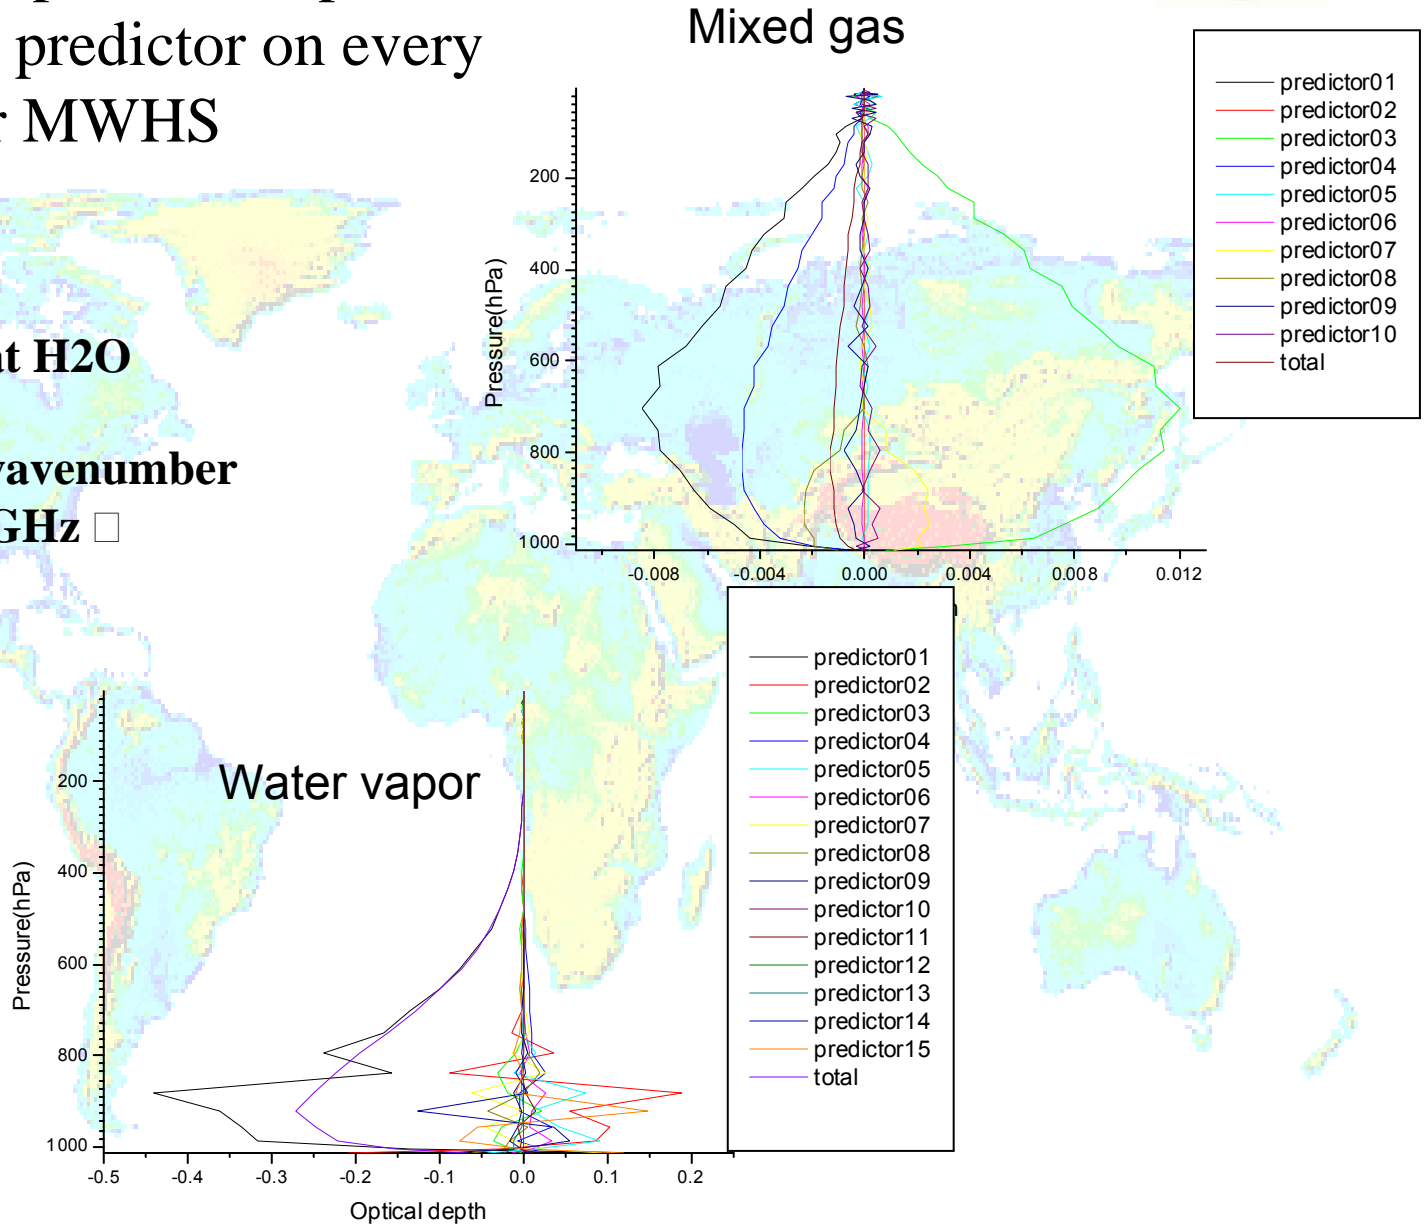 predictor on every
MWHS
H2O
GHz
Mixed gas
predictor01
predictor02
predictor03
predictor04
predictor05
predictor06
predictor07
predictor08
predictor09
predictor10
total
Pressure(hPa)
200
400
600
800
1000
-0.008 -0.004 0.000 0.004 0.008 0.012
predictor01
predictor02
predictor03
predictor04
predictor05
predictor06
predictor07
predictor08
predictor09
predictor10
predictor11
predictor12
predictor13
predictor14
predictor15
total
Water vapor
Pressure(hPa)
200
400
600
800
1000
-0.5 -0.4 -0.3 -0.2 -0.1 0.0 0.1 0.2
Optical depth